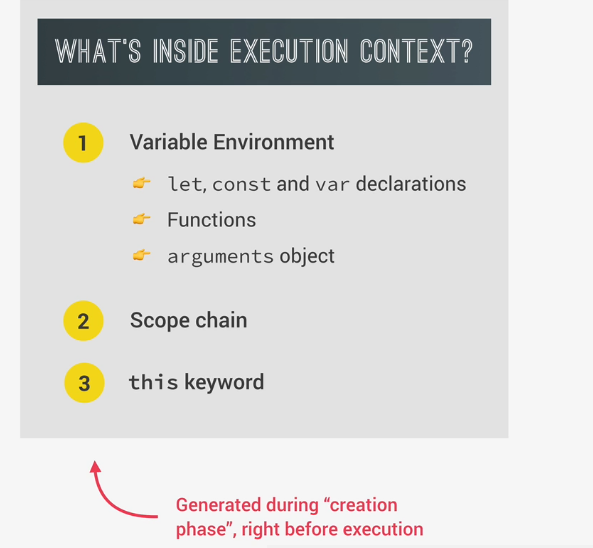 WHAT'S INSIDE EXECUTION CONTEXT?
1 Variable Environment
let, const and var declarations
Functions
arguments object
2 Scope chain
3 this keyword
Generated during “creation
phase”, right before execution